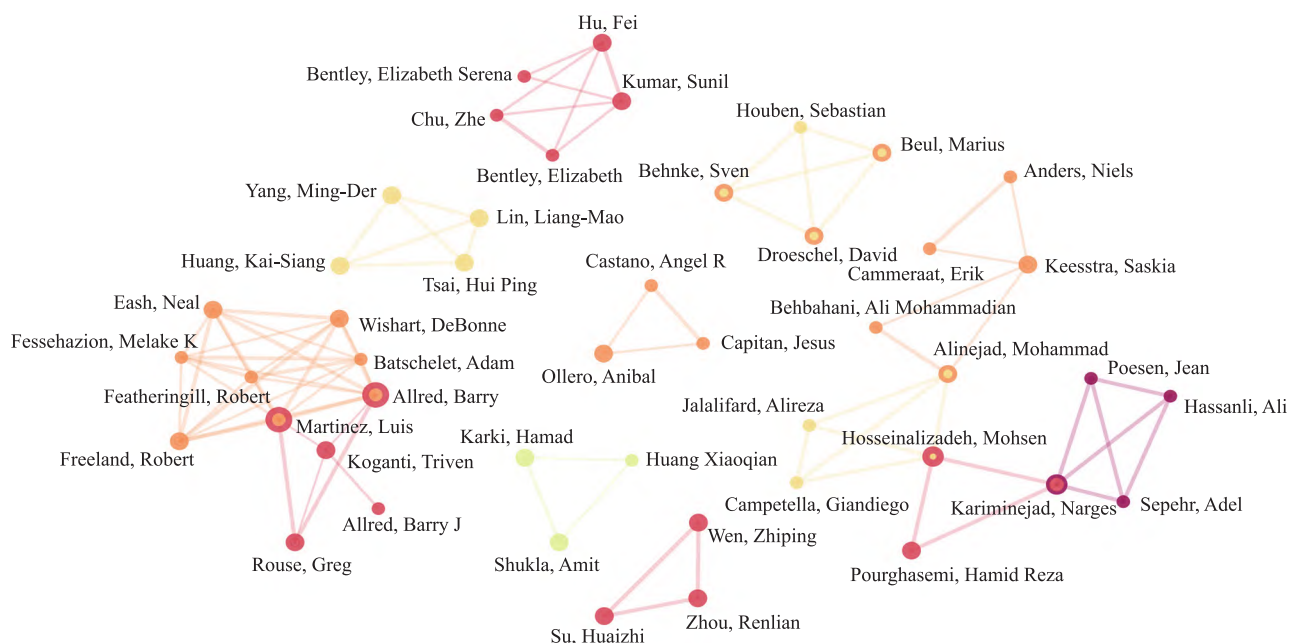 Hu, Fei
Bentley, Elizabeth Serena
Kumar, Sunil
Chu, Zhe
Bentley, Elizabeth
Houben, Sebastian
Beul, Marius
Behnke, Sven
Anders, Niels
Yang, Ming-Der
Lin, Liang-Mao
Huang, Kai-Siang
Tsai, Hui Ping
Droeschel, David
Cammeraat, Erik
Keesstra, Saskia
Castano, Angel R
Eash, Neal
Wishart, DeBonne
Behbahani, Ali Mohammadian
Fessehazion, Melake K
Batschelet, Adam
Capitan, Jesus
Alinejad, Mohammad
Ollero, Anibal
Poesen, Jean
Featheringill, Robert
Allred, Barry
Jalalifard, Alireza
Hassanli, Ali
Martinez, Luis
Hosseinalizadeh, Mohsen
Freeland, Robert
Koganti, Triven
Karki, Hamad
Huang Xiaoqian
Campetella, Giandiego
Kariminejad, Narges
Sepehr, Adel
Allred, Barry J
Wen, Zhiping
Rouse, Greg
Shukla, Amit
Pourghasemi, Hamid Reza
Zhou, Renlian
Su, Huaizhi